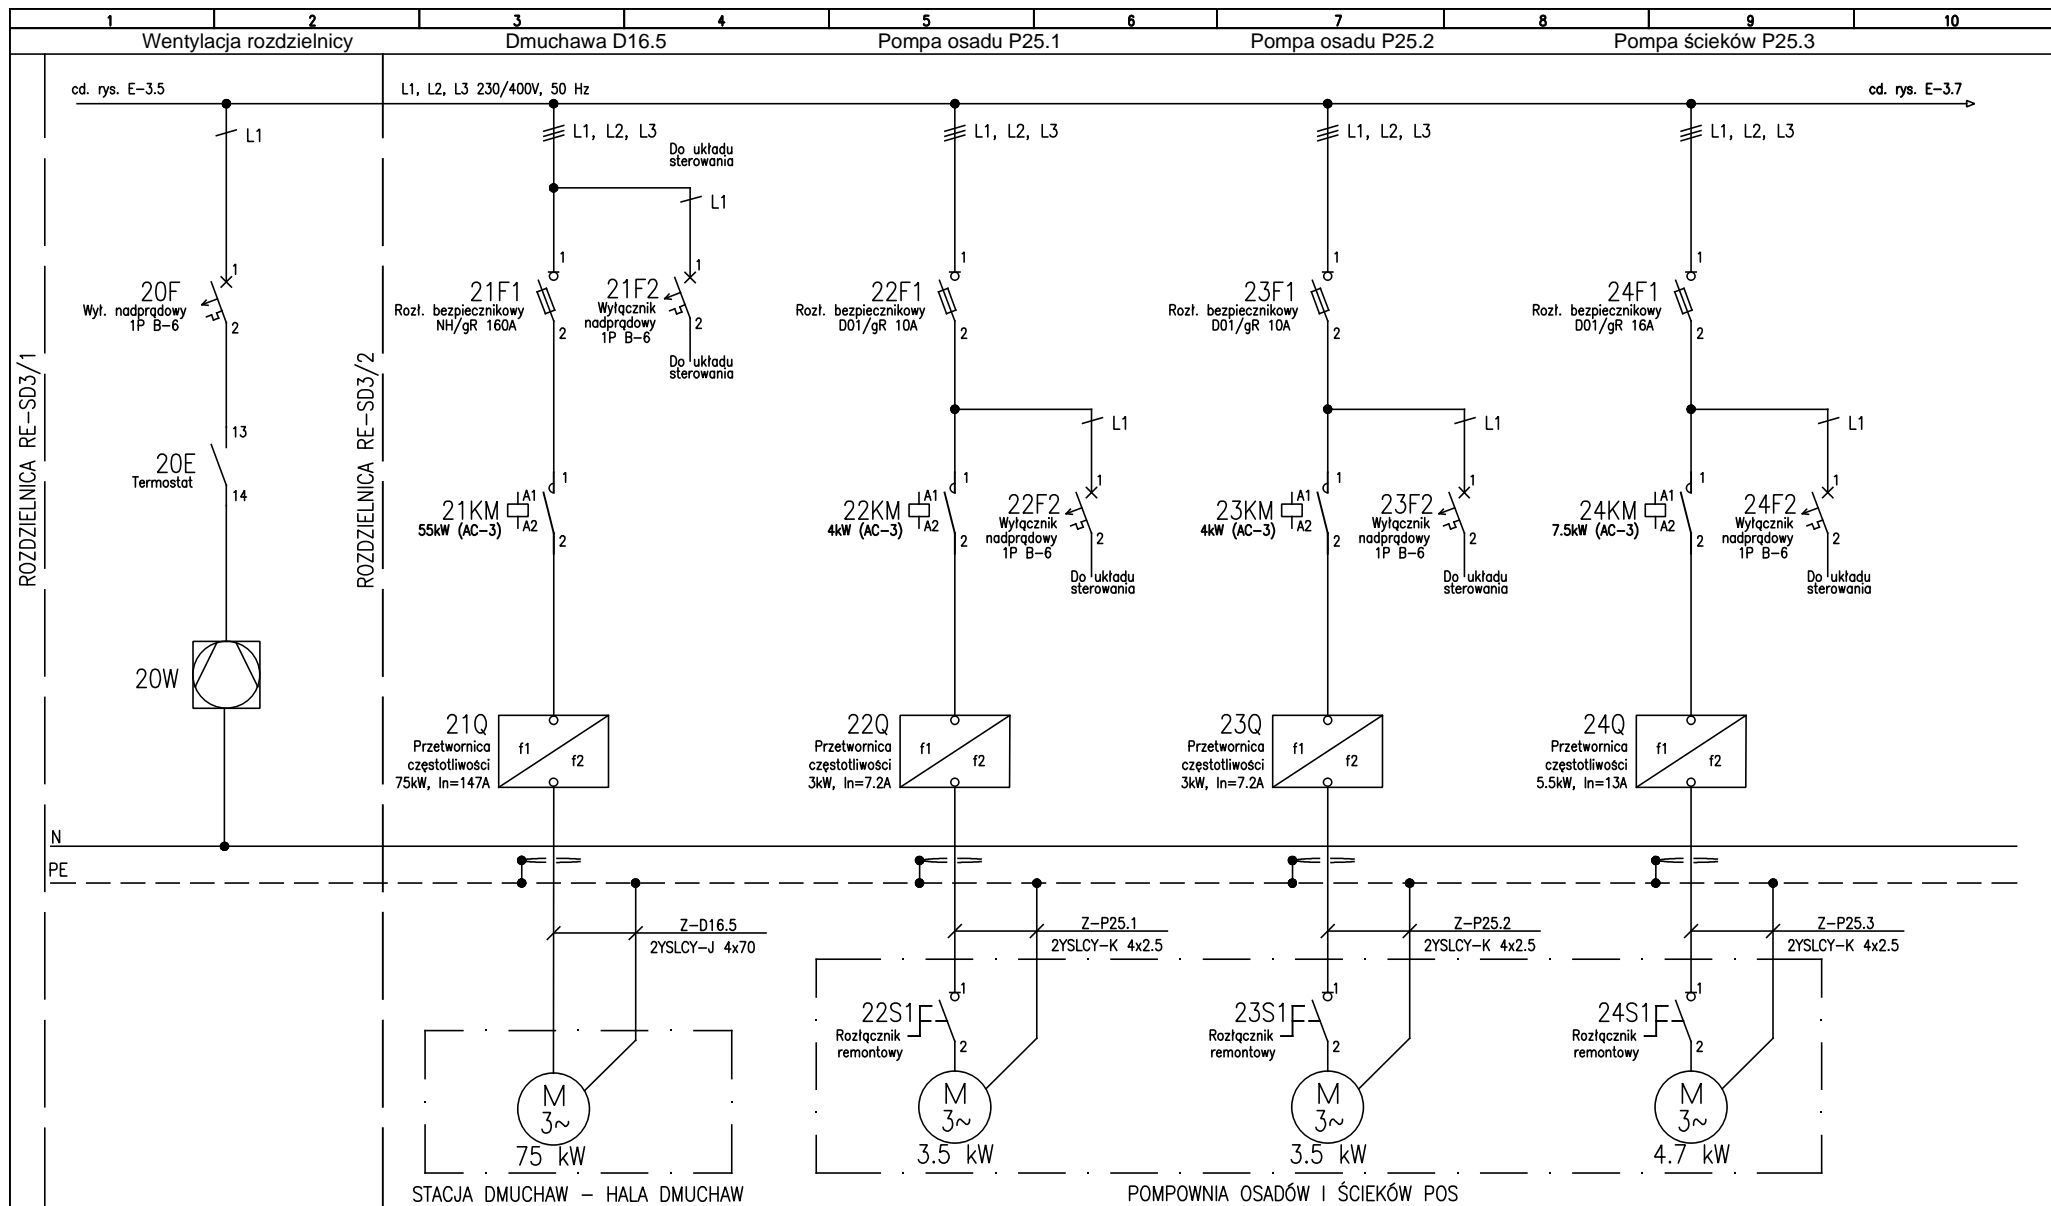 1 2 3 4 5 6 7 8 9 10
Wentylacja rozdzielnicy
Dmuchawa D16.5
Pompa osadu P25.1
Pompa osadu P25.2
Pompa ścieków P25.3
cd. rys. E-3.5
L1, L2, L3 230/400V, 50 Hz
cd. rys. E-3.7
ROZDZIELNICA RE-SD3/1
L1
20F
Wył. nadprądowy
1P B-6
1
2
13
20E
Termostat
14
20W
ROZDZIELNICA RE-SD3/2
L1, L2, L3
Do układu
sterowania
L1
1
21F1
Rozł. bezpiecznikowy
NH/gR 160A
2
1
21F2
Wyłącznik
nadprądowy
1P B-6
2
Do układu
sterowania
1
21KM
A1
A2
55kW (AC-3)
2
21Q
Przetwornica
częstotliwości
75kW, In=147A
f1
f2
L1, L2, L3
1
22F1
Rozł. bezpiecznikowy
D01/gR 10A
2
L1
1
22KM
A1
A2
4kW (AC-3)
2
1
22F2
Wyłącznik
nadprądowy
1P B-6
2
Do układu
sterowania
22Q
Przetwornica
częstotliwości
3kW, In=7.2A
f1
f2
L1, L2, L3
1
23F1
Rozł. bezpiecznikowy
D01/gR 10A
2
L1
1
23KM
A1
A2
4kW (AC-3)
2
1
23F2
Wyłącznik
nadprądowy
1P B-6
2
Do układu
sterowania
23Q
Przetwornica
częstotliwości
3kW, In=7.2A
f1
f2
L1, L2, L3
1
24F1
Rozł. bezpiecznikowy
D01/gR 16A
2
L1
1
24KM
A1
A2
7.5kW (AC-3)
2
1
24F2
Wyłącznik
nadprądowy
1P B-6
2
Do układu
sterowania
24Q
Przetwornica
częstotliwości
5.5kW, In=13A
f1
f2
N
PE
Z-D16.5
2YSLCY-J 4x70
M
3~
75 kW
STACJA DMUCHAW - HALA DMUCHAW
Z-P25.1
2YSLCY-K 4x2.5
1
22S1
Rozłącznik
remontowy
2
M
3~
3.5 kW
Z-P25.2
2YSLCY-K 4x2.5
1
23S1
Rozłącznik
remontowy
2
M
3~
3.5 kW
Z-P25.3
2YSLCY-K 4x2.5
1
24S1
Rozłącznik
remontowy
2
M
3~
4.7 kW
POMPOWNIA OSADÓW I ŚCIEKÓW POS